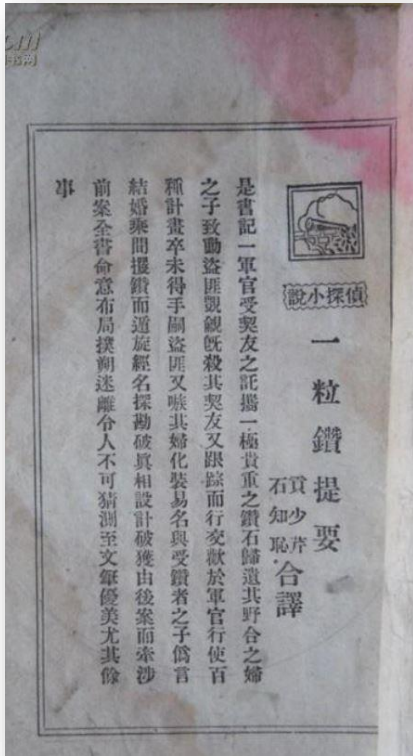 偵探小說
一粒鑽提要
貢少芹
石知恥
合譯
是書記一軍官受契友之託攜一極貴重之鑽石歸遺其野合之婦
之子致動盜匪覬覦旣殺其契友又跟踪而行交歡於軍官行使百
種計畫卒未得手嗣盜匪又嗾其婦化裝易名與受鑽者之子僞言
結婚乘間攫鑽而遁旋經名探勘破眞相設計破獲由後案而牽涉
前案全書命意布局撲朔迷離令人不可猜測至文筆優美尤其餘
事
书网